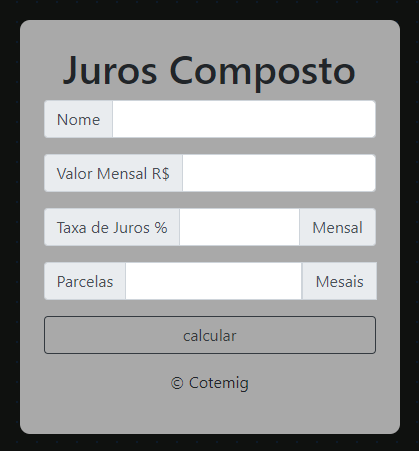 Juros Composto
Nome
Valor Mensal R$
Taxa de Juros % Mensal
Parcelas Mesais
calcular
© Cotemig